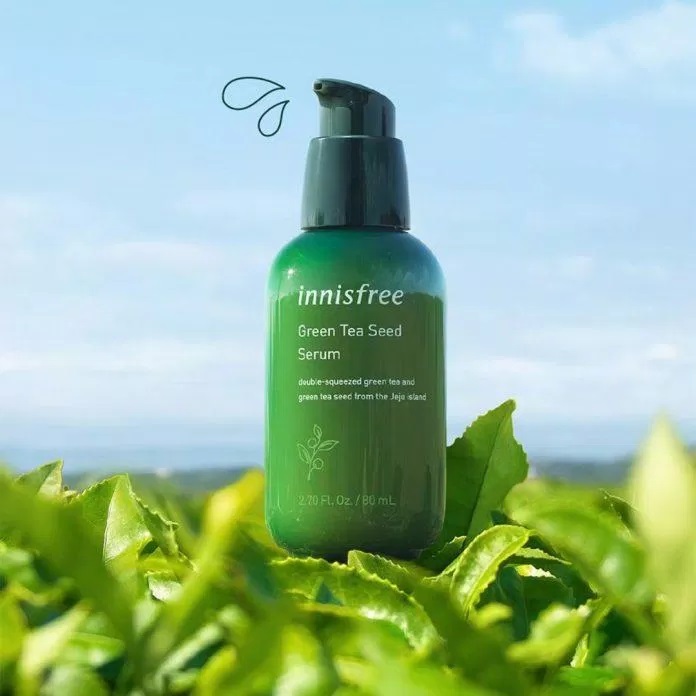 innisfree
Green Tea Seed
Serum
double-squeezed green tea and
green tea seed from the Jeju island
2.70 FL. Oz. / 80 mL